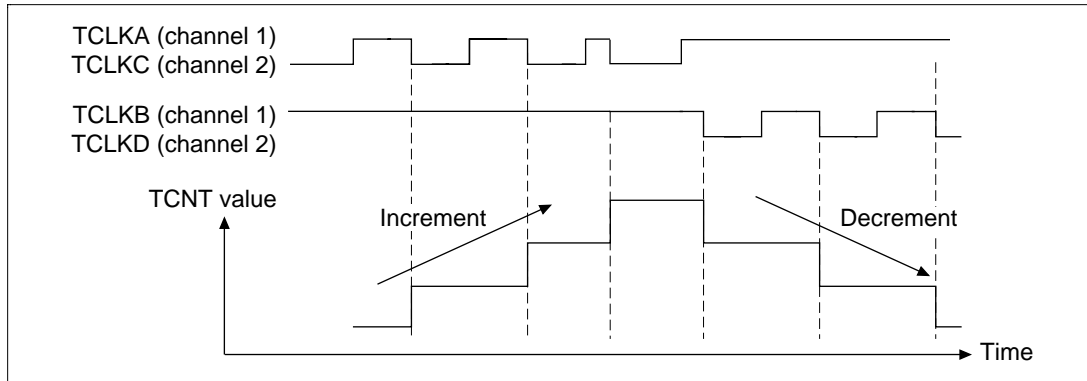 TCLKA (channel 1)
TCLKC (channel 2)
TCLKB (channel 1)
TCLKD (channel 2)
TCNT value
Increment
Decrement
Time